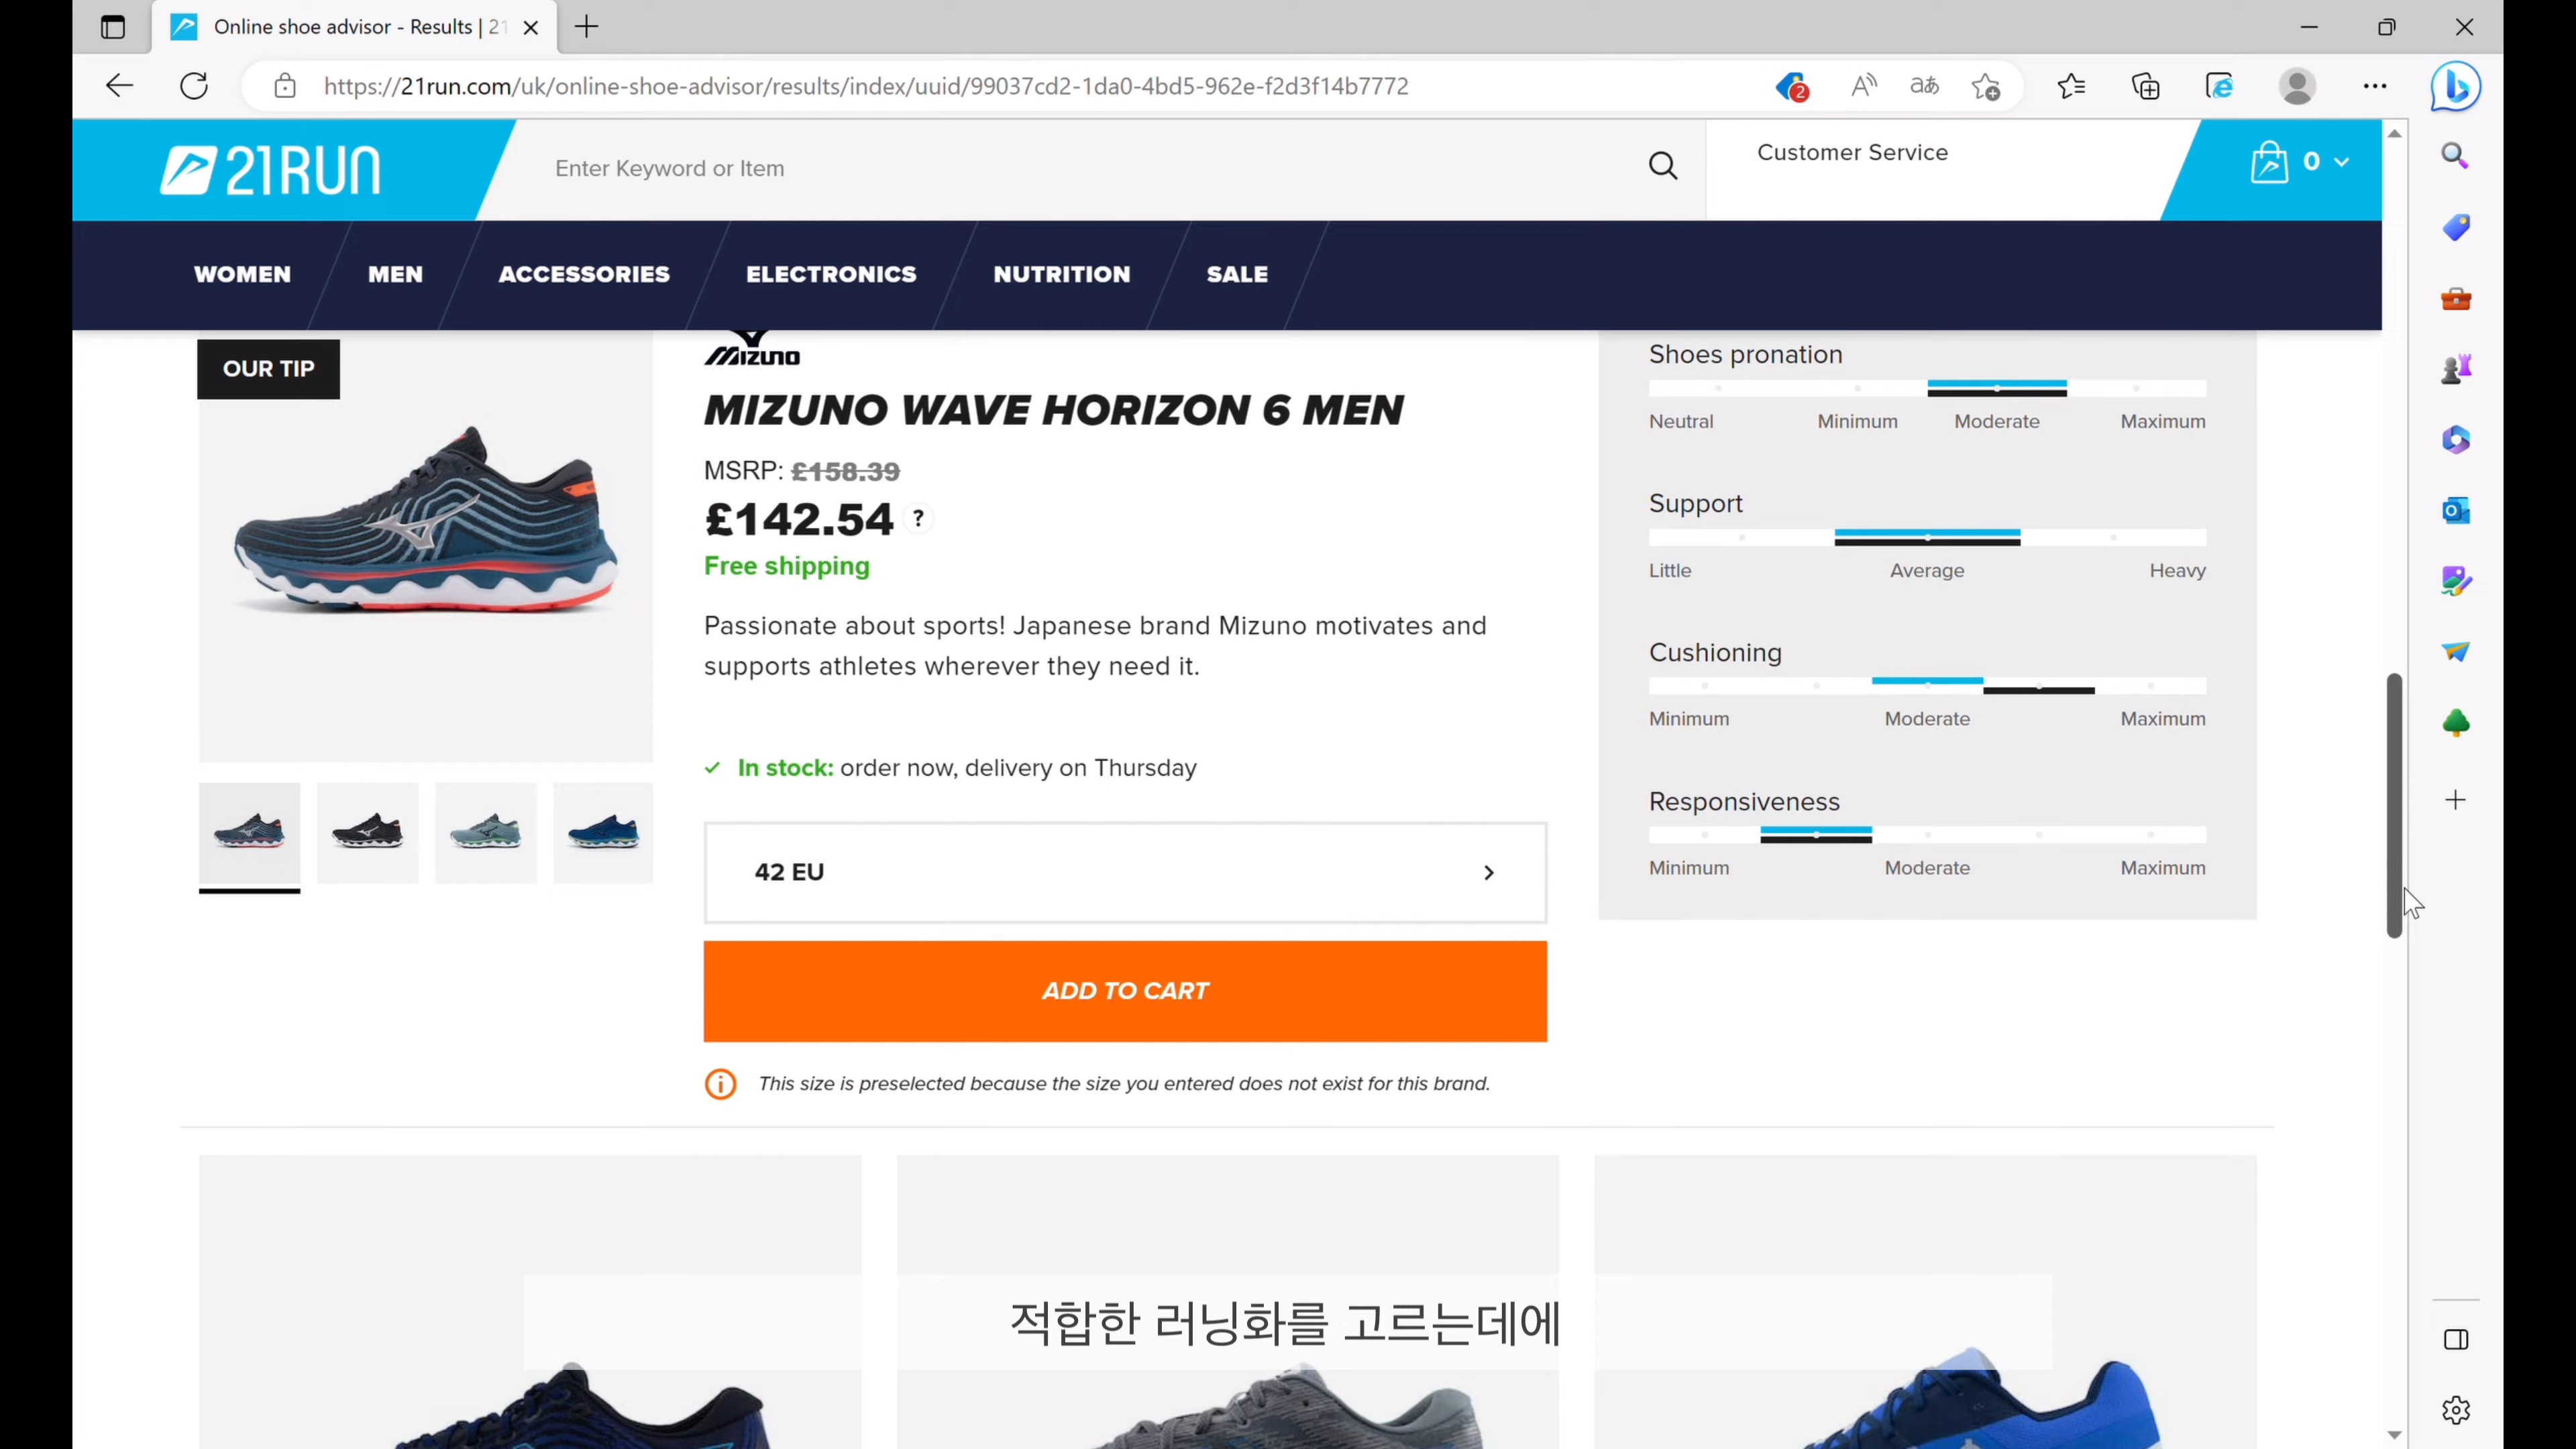 Online shoe advisor - Results | 21
https://21run.com/uk/online-shoe-advisor/results/index/uuid/99037cd2-1da0-4bd5-962e-f2d3f14b7772
2
21RUN
Enter Keyword or Item
Customer Service
0
WOMEN
MEN
ACCESSORIES
ELECTRONICS
NUTRITION
SALE
OUR TIP
MIZUNO
MIZUNO WAVE HORIZON 6 MEN
MSRP: £158.39
£142.54 ?
Free shipping
Passionate about sports! Japanese brand Mizuno motivates and
supports athletes wherever they need it.
In stock: order now, delivery on Thursday
42 EU
ADD TO CART
This size is preselected because the size you entered does not exist for this brand.
Shoes pronation
Neutral Minimum Moderate Maximum
Support
Little Average Heavy
Cushioning
Minimum Moderate Maximum
Responsiveness
Minimum Moderate Maximum
적합한 러닝화를 고르는데에